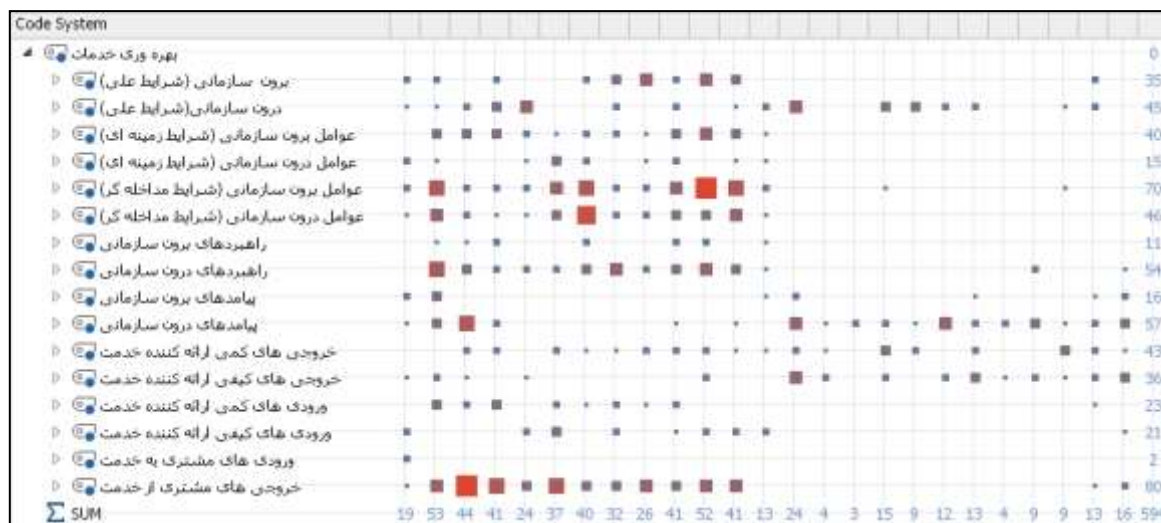 Code System
بهره وری خدمات 0
برون سازمانی (شرایط علی) 35
درون سازمانی(شرایط علی) 45
عوامل برون سازمانی (شرایط زمینه ای) 40
عوامل درون سازمانی (شرایط زمینه ای) 15
عوامل برون سازمانی (شرایط مداخله گر) 70
عوامل درون سازمانی (شرایط مداخله گر) 46
راهبردهای برون سازمانی 11
راهبردهای درون سازمانی 54
پیامدهای برون سازمانی 16
پیامدهای درون سازمانی 57
خروجی های کمی ارائه کننده خدمت 43
خروجی های کیفی ارائه کننده خدمت 36
ورودی های کمی ارائه کننده خدمت 23
ورودی های کیفی ارائه کننده خدمت 21
ورودی های مشتری به خدمت 2
خروجی های مشتری از خدمت 80
Σ SUM 19 53 44 41 24 37 40 32 26 41 52 41 13 24 4 3 15 9 12 13 4 9 9 13 16 594